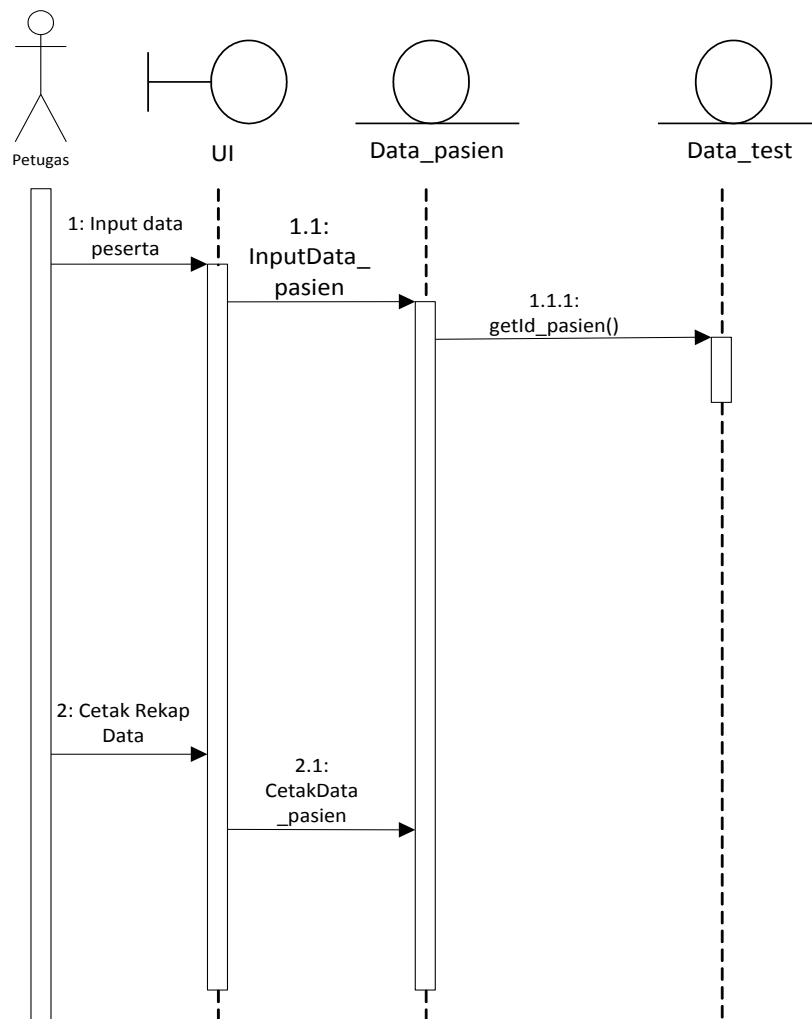 Petugas
UI
Data_pasien
Data_test
1: Input data
peserta
1.1:
InputData_
pasien
1.1.1:
getId_pasien()
2: Cetak Rekap
Data
2.1:
CetakData
_pasien